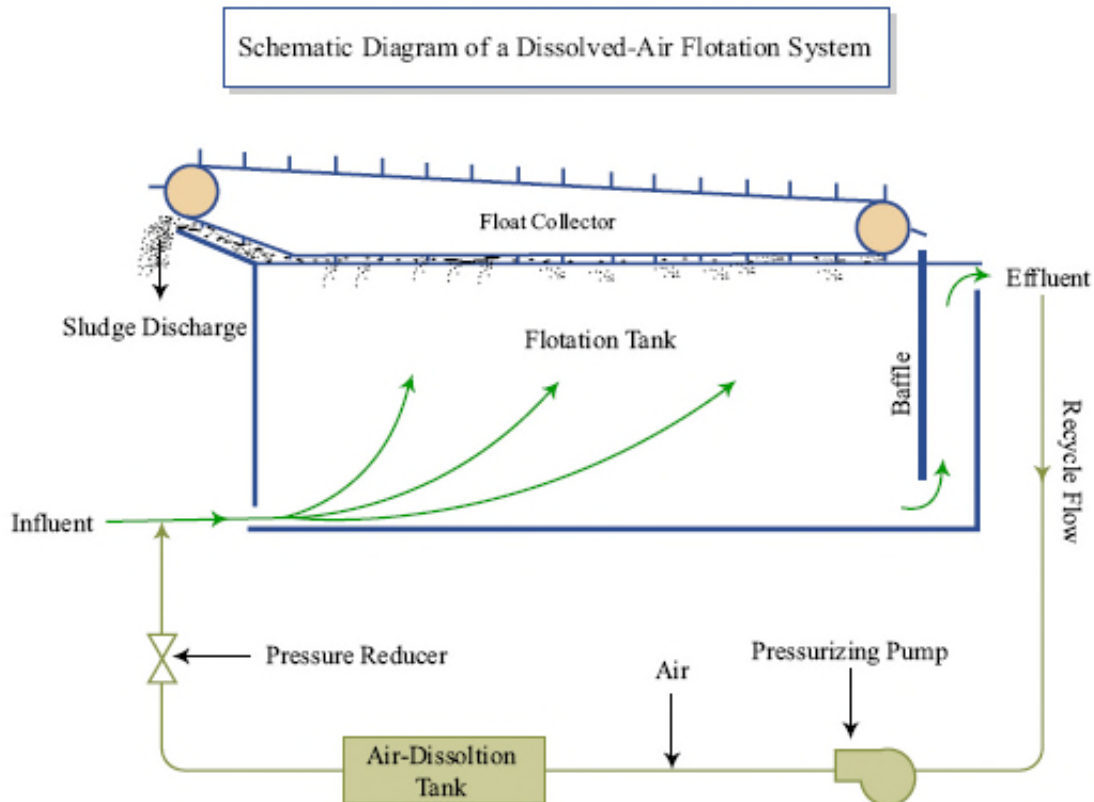 Schematic Diagram of a Dissolved-Air Flotation System
Float Collector
Sludge Discharge
Flotation Tank
Baffle
Effluent
Recycle Flow
Influent
Pressure Reducer
Air
Pressurizing Pump
Air-Dissoltion
Tank